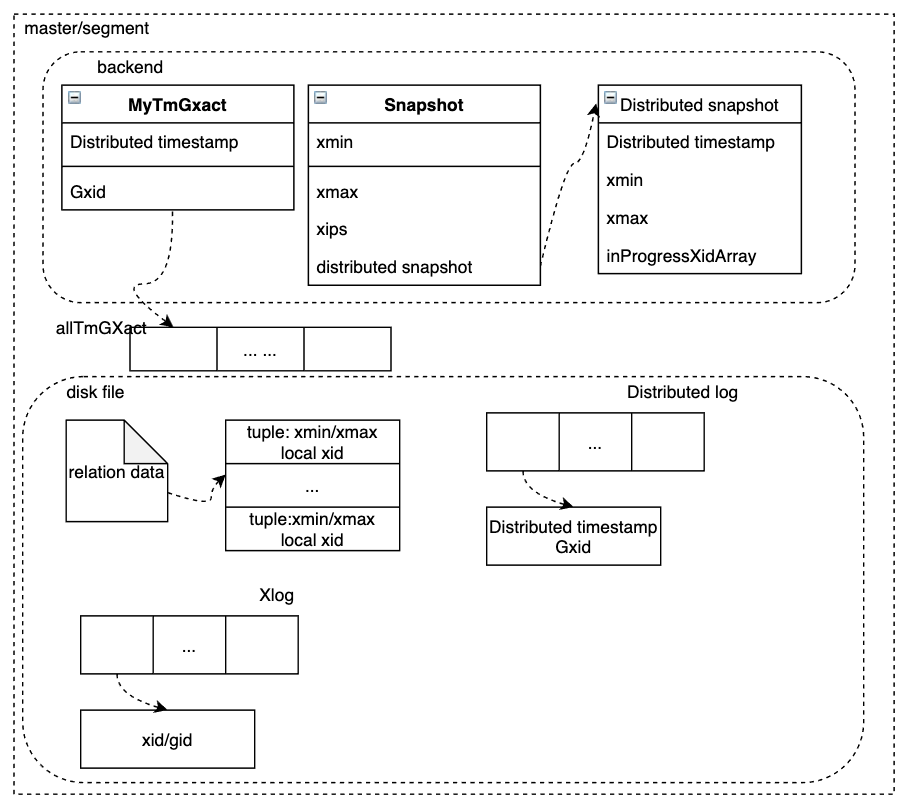 master/segment
backend
MyTmGxact
Distributed timestamp
Gxid
Snapshot
xmin
xmax
xips
distributed snapshot
Distributed snapshot
Distributed timestamp
xmin
xmax
inProgressXidArray
allTmGXact
... ...
disk file
relation data
tuple: xmin/xmax
local xid
...
tuple:xmin/xmax
local xid
Distributed log
...
Distributed timestamp
Gxid
Xlog
...
xid/gid